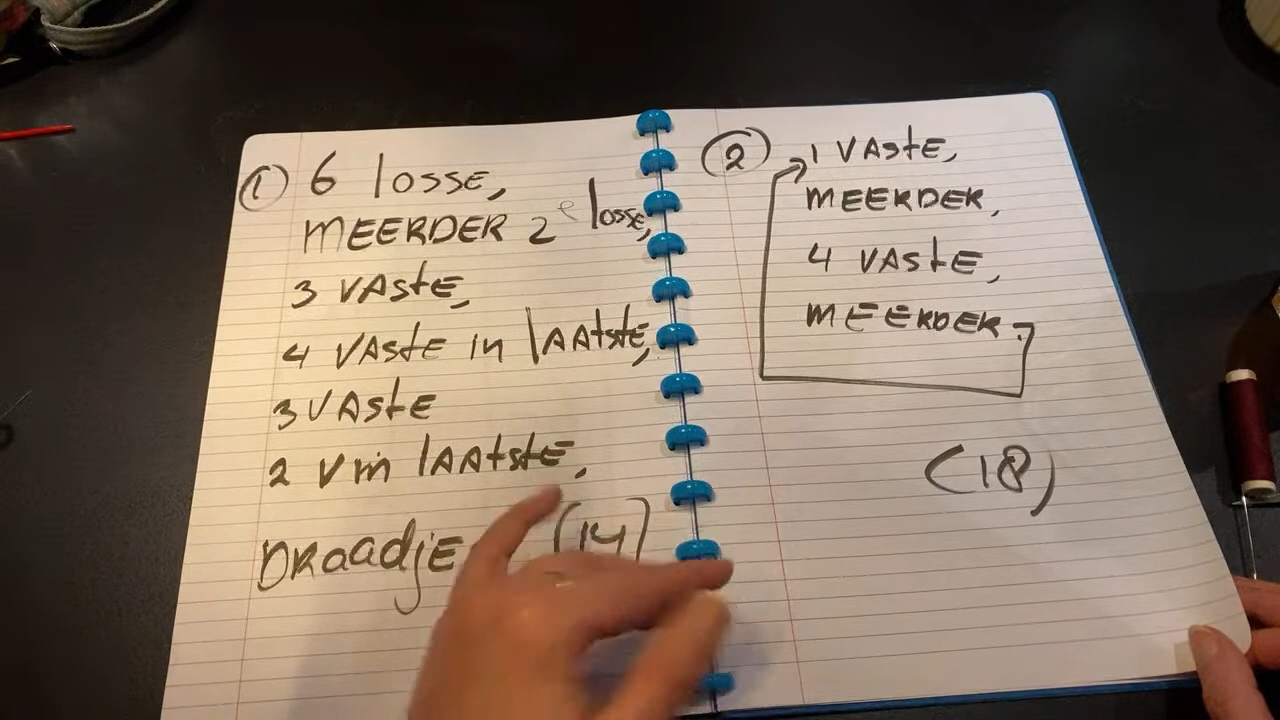 ① 6 losse,
MEERDER 2e losse,
3 VAStE,
4 VAStE in lAAtstE,
3 VAStE
2 V in lAAtstE,
DRAAdjE (14)
② 1 VAStE,
MEERDER,
4 VAStE,
MEERDER
(18)